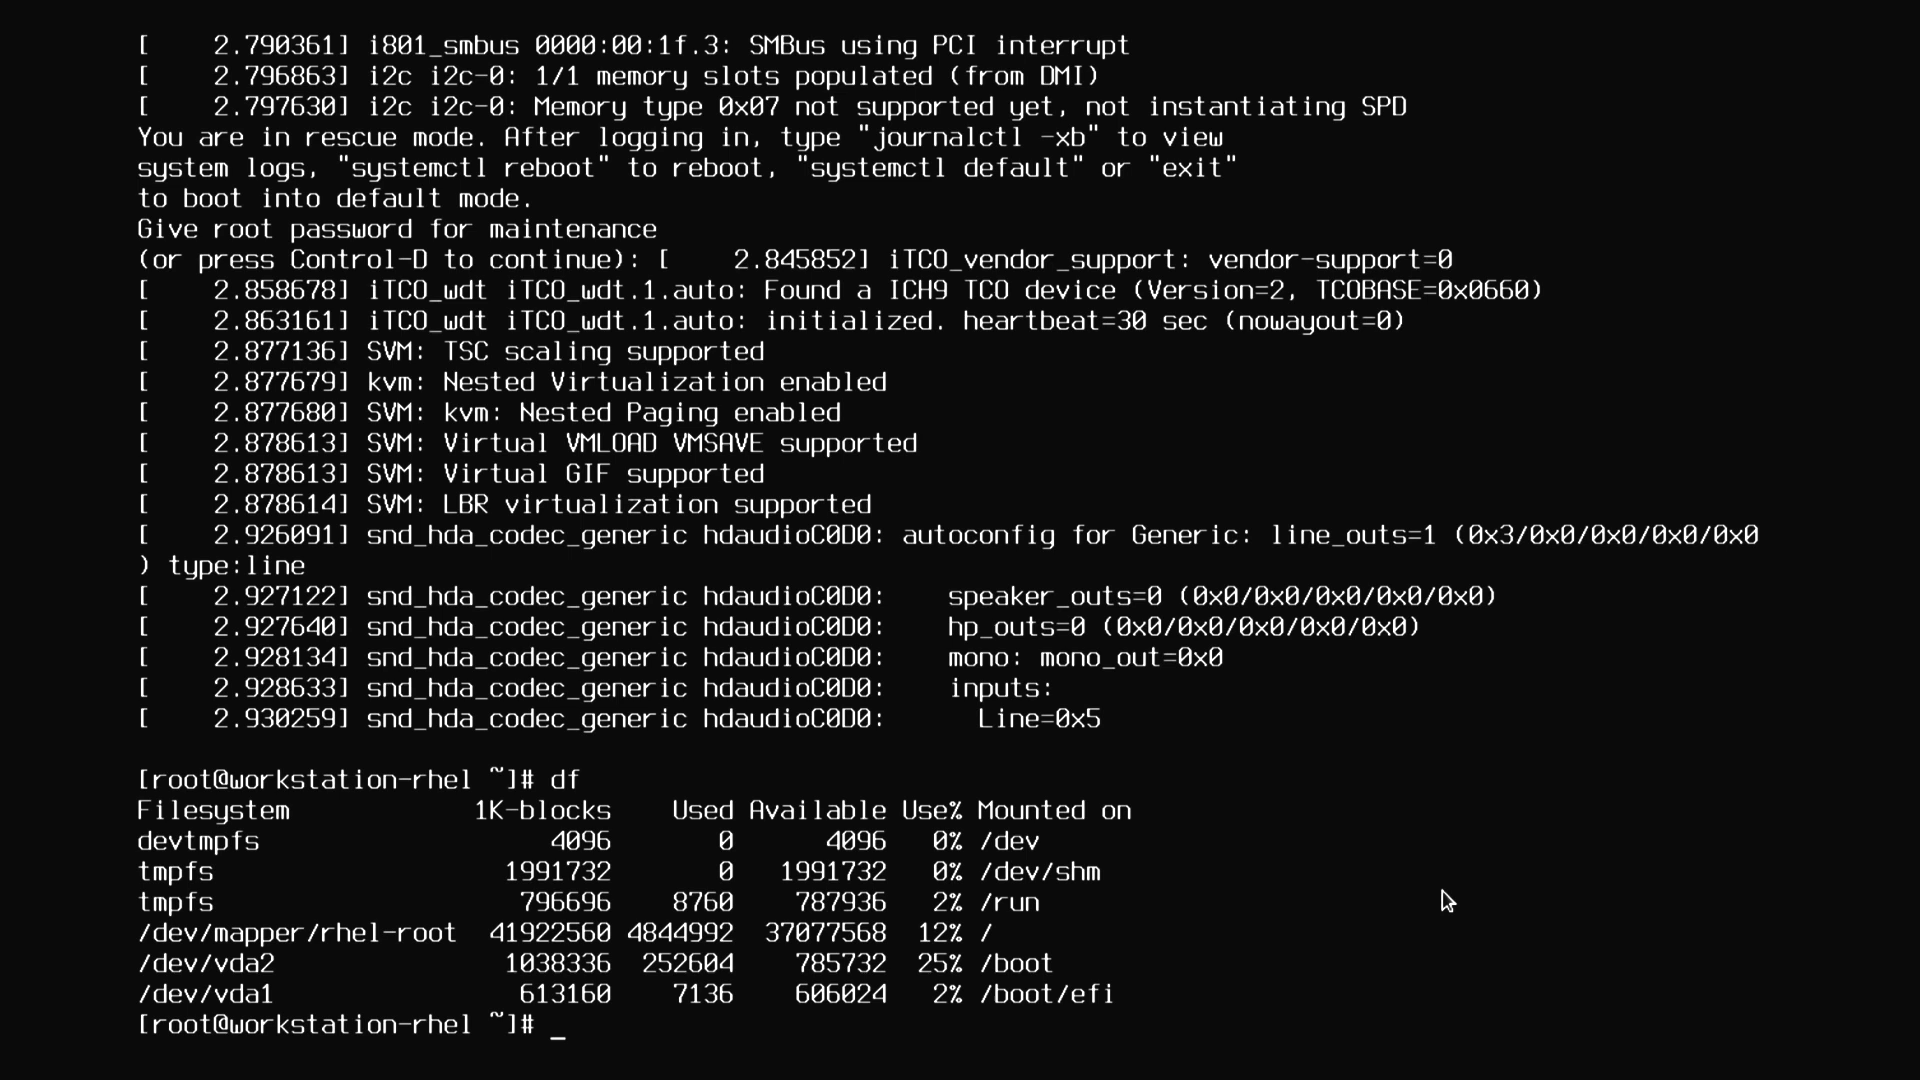 [    2.790361] i801_smbus 0000:00:1f.3: SMBus using PCI interrupt
[    2.796863] i2c i2c-0: 1/1 memory slots populated (from DMI)
[    2.797630] i2c i2c-0: Memory type 0x07 not supported yet, not instantiating SPD
You are in rescue mode. After logging in, type "journalctl -xb" to view
system logs, "systemctl reboot" to reboot, "systemctl default" or "exit"
to boot into default mode.
Give root password for maintenance
(or press Control-D to continue): [    2.845852] iTCO_vendor_support: vendor-support=0
[    2.858678] iTCO_wdt iTCO_wdt.1.auto: Found a ICH9 TCO device (Version=2, TCOBASE=0x0660)
[    2.863161] iTCO_wdt iTCO_wdt.1.auto: initialized. heartbeat=30 sec (nowayout=0)
[    2.877136] SVM: TSC scaling supported
[    2.877679] kvm: Nested Virtualization enabled
[    2.877680] SVM: kvm: Nested Paging enabled
[    2.878613] SVM: Virtual VMLOAD VMSAVE supported
[    2.878613] SVM: Virtual GIF supported
[    2.878614] SVM: LBR virtualization supported
[    2.926091] snd_hda_codec_generic hdaudioC0D0: autoconfig for Generic: line_outs=1 (0x3/0x0/0x0/0x0/0x0
) type:line
[    2.927122] snd_hda_codec_generic hdaudioC0D0:    speaker_outs=0 (0x0/0x0/0x0/0x0/0x0)
[    2.927640] snd_hda_codec_generic hdaudioC0D0:    hp_outs=0 (0x0/0x0/0x0/0x0/0x0)
[    2.928134] snd_hda_codec_generic hdaudioC0D0:    mono: mono_out=0x0
[    2.928633] snd_hda_codec_generic hdaudioC0D0:    inputs:
[    2.930259] snd_hda_codec_generic hdaudioC0D0:      Line=0x5

[root@workstation-rhel ~]# df
Filesystem            1K-blocks    Used Available Use% Mounted on
devtmpfs                   4096       0      4096   0% /dev
tmpfs                   1991732       0   1991732   0% /dev/shm
tmpfs                    796696    8760    787936   2% /run
/dev/mapper/rhel-root  41922560 4844992  37077568  12% /
/dev/vda2               1038336  252604    785732  25% /boot
/dev/vda1                613160    7136    606024   2% /boot/efi
[root@workstation-rhel ~]# _